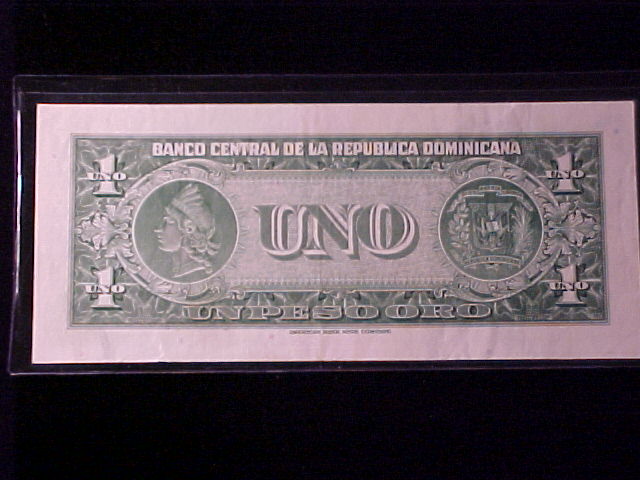 BANCO CENTRAL DE LA REPUBLICA DOMINICANA
1 UNO
1 UNO
UNO
1 UNO
1 UNO
UN PESO ORO